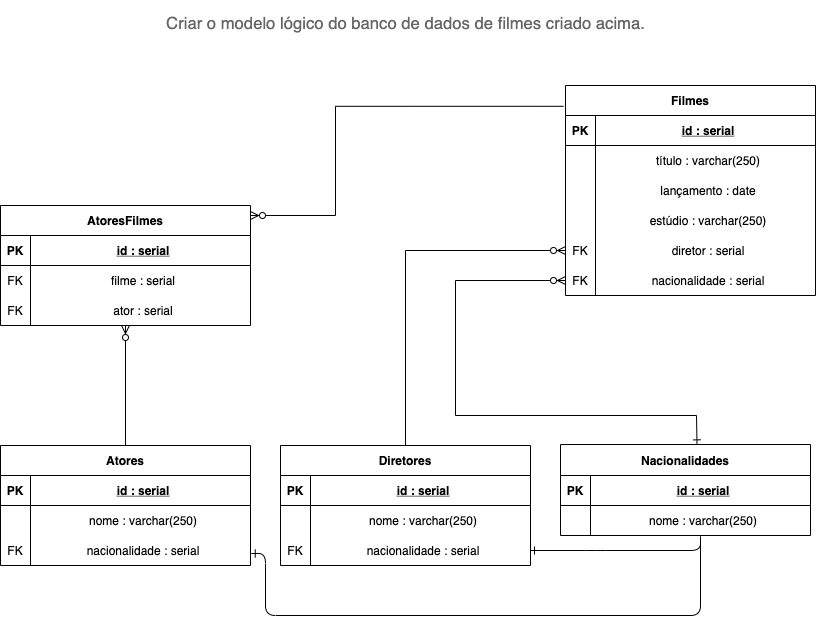 Criar o modelo lógico do banco de dados de filmes criado acima.
Filmes
PK id : serial
título : varchar(250)
lançamento : date
estúdio : varchar(250)
FK diretor : serial
FK nacionalidade : serial
AtoresFilmes
PK id : serial
FK filme : serial
FK ator : serial
Atores
PK id : serial
nome : varchar(250)
FK nacionalidade : serial
Diretores
PK id : serial
nome : varchar(250)
FK nacionalidade : serial
Nacionalidades
PK id : serial
nome : varchar(250)